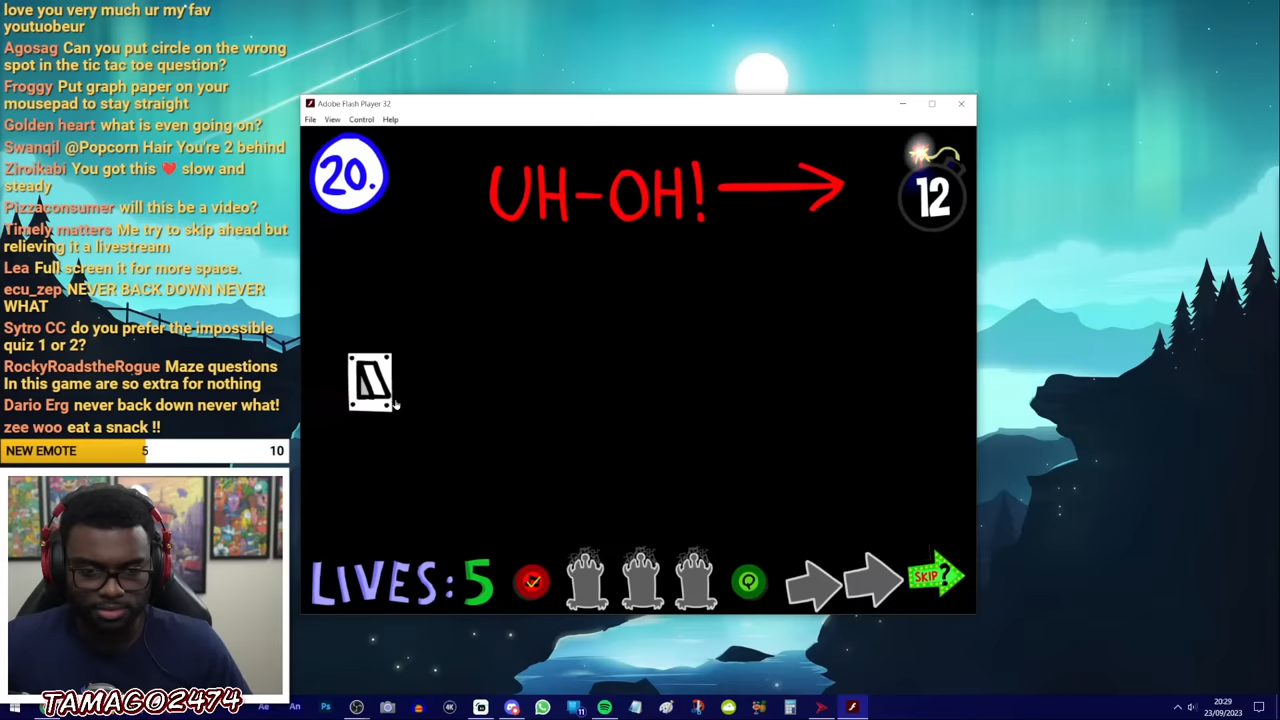 love you very much ur my fav
youtuobeur
Agosag Can you put circle on the wrong
spot in the tic tac toe question?
Froggy Put graph paper on your
mousepad to stay straight
Golden heart what is even going on?
Swanqil @Popcorn Hair You're 2 behind
Ziroikabi You got this ❤️ slow and
steady
Pizzaconsumer will this be a video?
Timely matters Me try to skip ahead but
relieving it a livestream
Lea Full screen it for more space.
ecu_zep NEVER BACK DOWN NEVER
WHAT
Sytro CC do you prefer the impossible
quiz 1 or 2?
RockyRoadstheRogue Maze questions
In this game are so extra for nothing
Dario Erg never back down never what!
zee woo eat a snack !!
NEW EMOTE 5 10
TAMAGO2474
Adobe Flash Player 32
File View Control Help
20.
UH-OH!
12
LIVES: 5
SKIP?
Ae An Ps 4K 11
20:29
23/09/2023